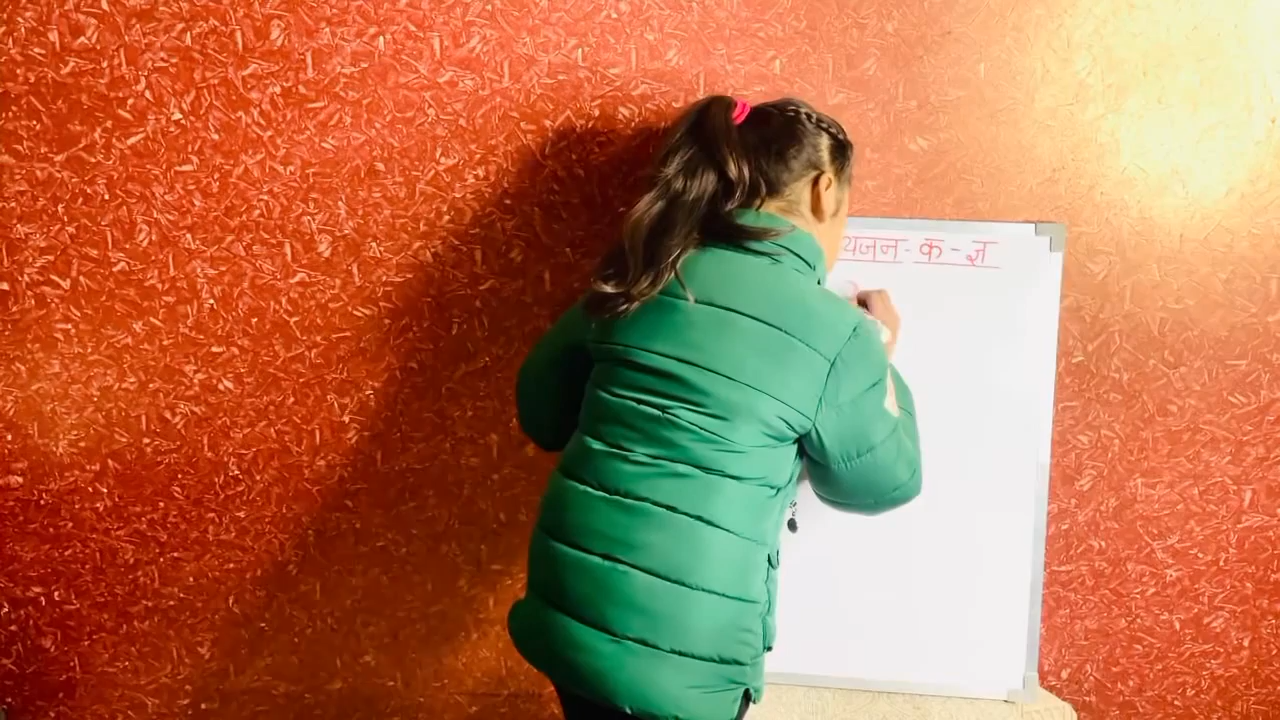 यजन - क - ज्ञ